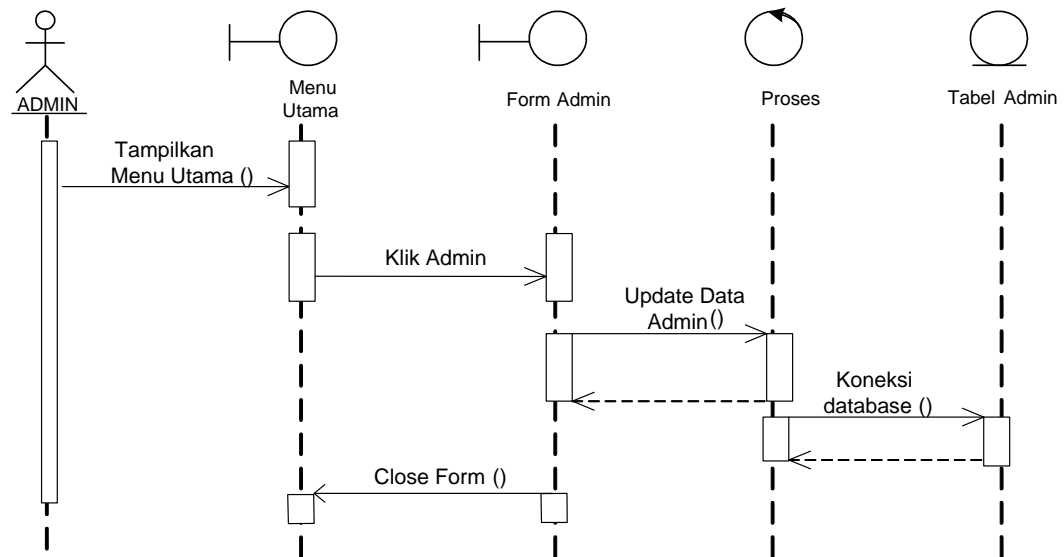 ADMIN
Menu
Utama
Form Admin
Proses
Tabel Admin
Tampilkan
Menu Utama ()
Klik Admin
Update Data
Admin()
Koneksi
database ()
Close Form ()